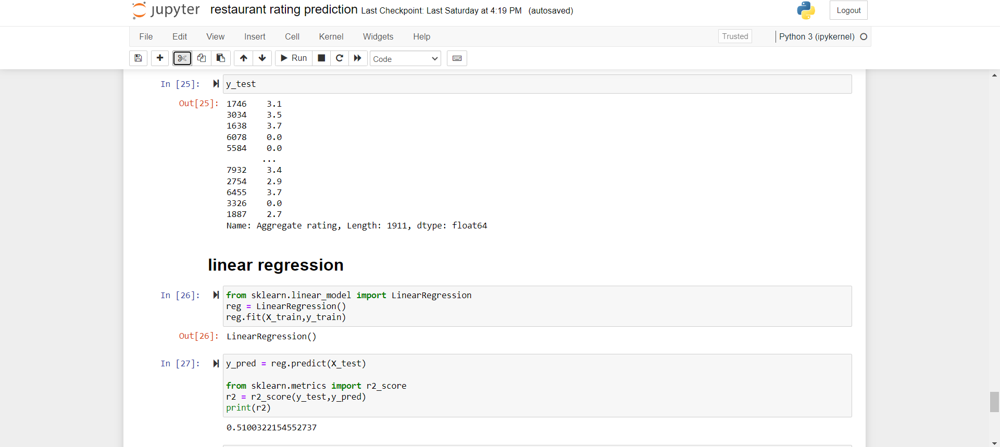 jupyter restaurant rating prediction Last Checkpoint: Last Saturday at 4:19 PM (autosaved) Logout
File Edit View Insert Cell Kernel Widgets Help Trusted Python 3 (ipykernel)
Run Code
In [25]: y_test
Out[25]: 1746 3.1
3034 3.5
1638 3.7
6078 0.0
5584 0.0
...
7932 3.4
2754 2.9
6455 3.7
3326 0.0
1887 2.7
Name: Aggregate rating, Length: 1911, dtype: float64
linear regression
In [26]: from sklearn.linear_model import LinearRegression
reg = LinearRegression()
reg.fit(X_train,y_train)
Out[26]: LinearRegression()
In [27]: y_pred = reg.predict(X_test)
from sklearn.metrics import r2_score
r2 = r2_score(y_test,y_pred)
print(r2)
0.5100322154552737